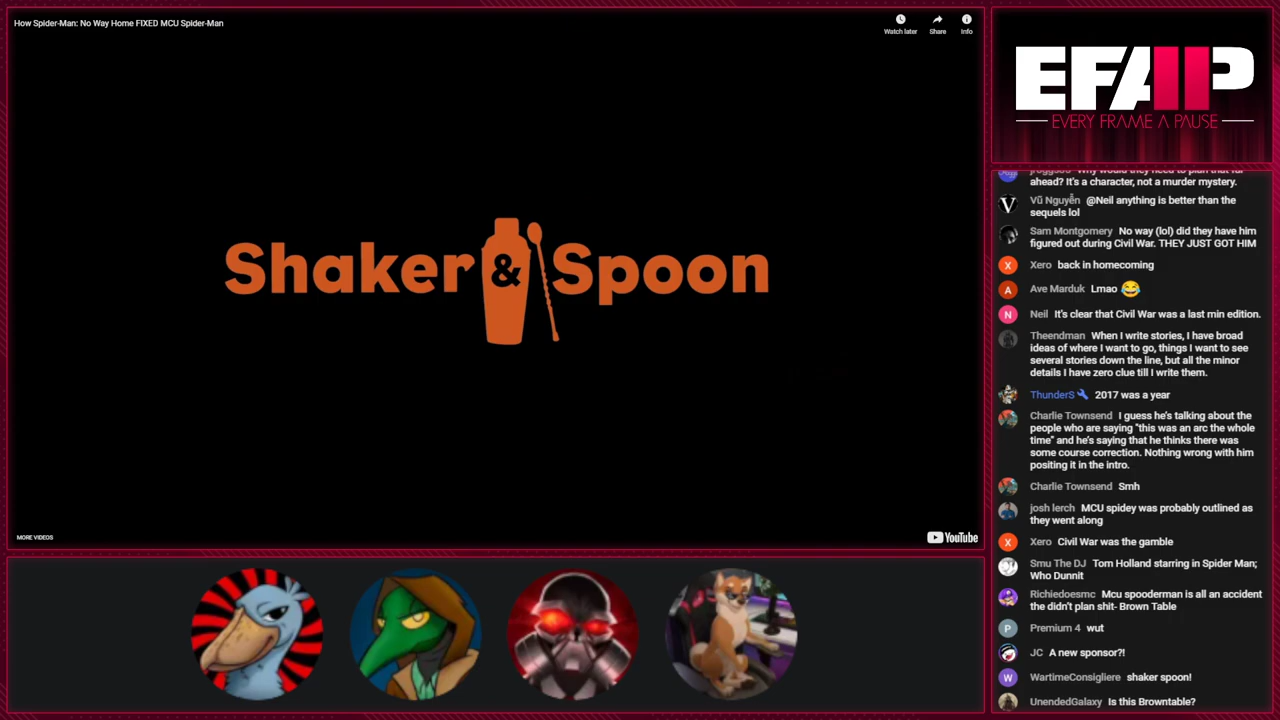 How Spider-Man: No Way Home FIXED MCU Spider-Man
Watch later
Share
Info
Shaker & Spoon
MORE VIDEOS
YouTube
EFAP
EVERY FRAME A PAUSE
ahead? It's a character, not a murder mystery.
Vũ Nguyễn @Neil anything is better than the
sequels lol
Sam Montgomery No way (lol) did they have him
figured out during Civil War. THEY JUST GOT HIM
Xero back in homecoming
Ave Marduk Lmao 😂
Neil It's clear that Civil War was a last min edition.
Theendman When I write stories, I have broad
ideas of where I want to go, things I want to see
several stories down the line, but all the minor
details I have zero clue till I write them.
ThunderS 2017 was a year
Charlie Townsend I guess he's talking about the
people who are saying "this was an arc the whole
time" and he's saying that he thinks there was
some course correction. Nothing wrong with him
positing it in the intro.
Charlie Townsend Smh
josh lerch MCU spidey was probably outlined as
they went along
Xero Civil War was the gamble
Smu The DJ Tom Holland starring in Spider Man;
Who Dunnit
Richiedoesmc Mcu spooderman is all an accident
the didn't plan shit- Brown Table
Premium 4 wut
JC A new sponsor?!
WartimeConsigliere shaker spoon!
UnendedGalaxy Is this Browntable?